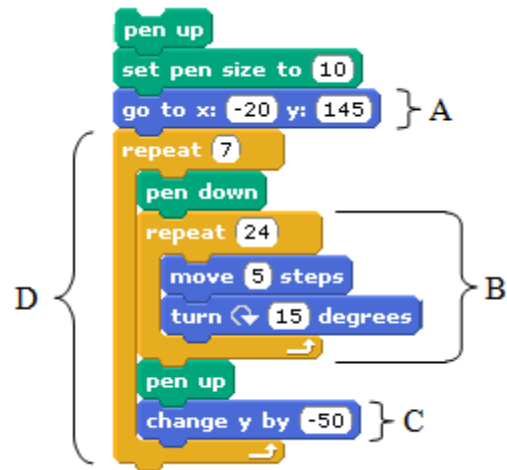 pen up
set pen size to 10
go to x: -20 y: 145 A
repeat 7
pen down
repeat 24
move 5 steps
D
B
turn 15 degrees
pen up
change y by -50 C